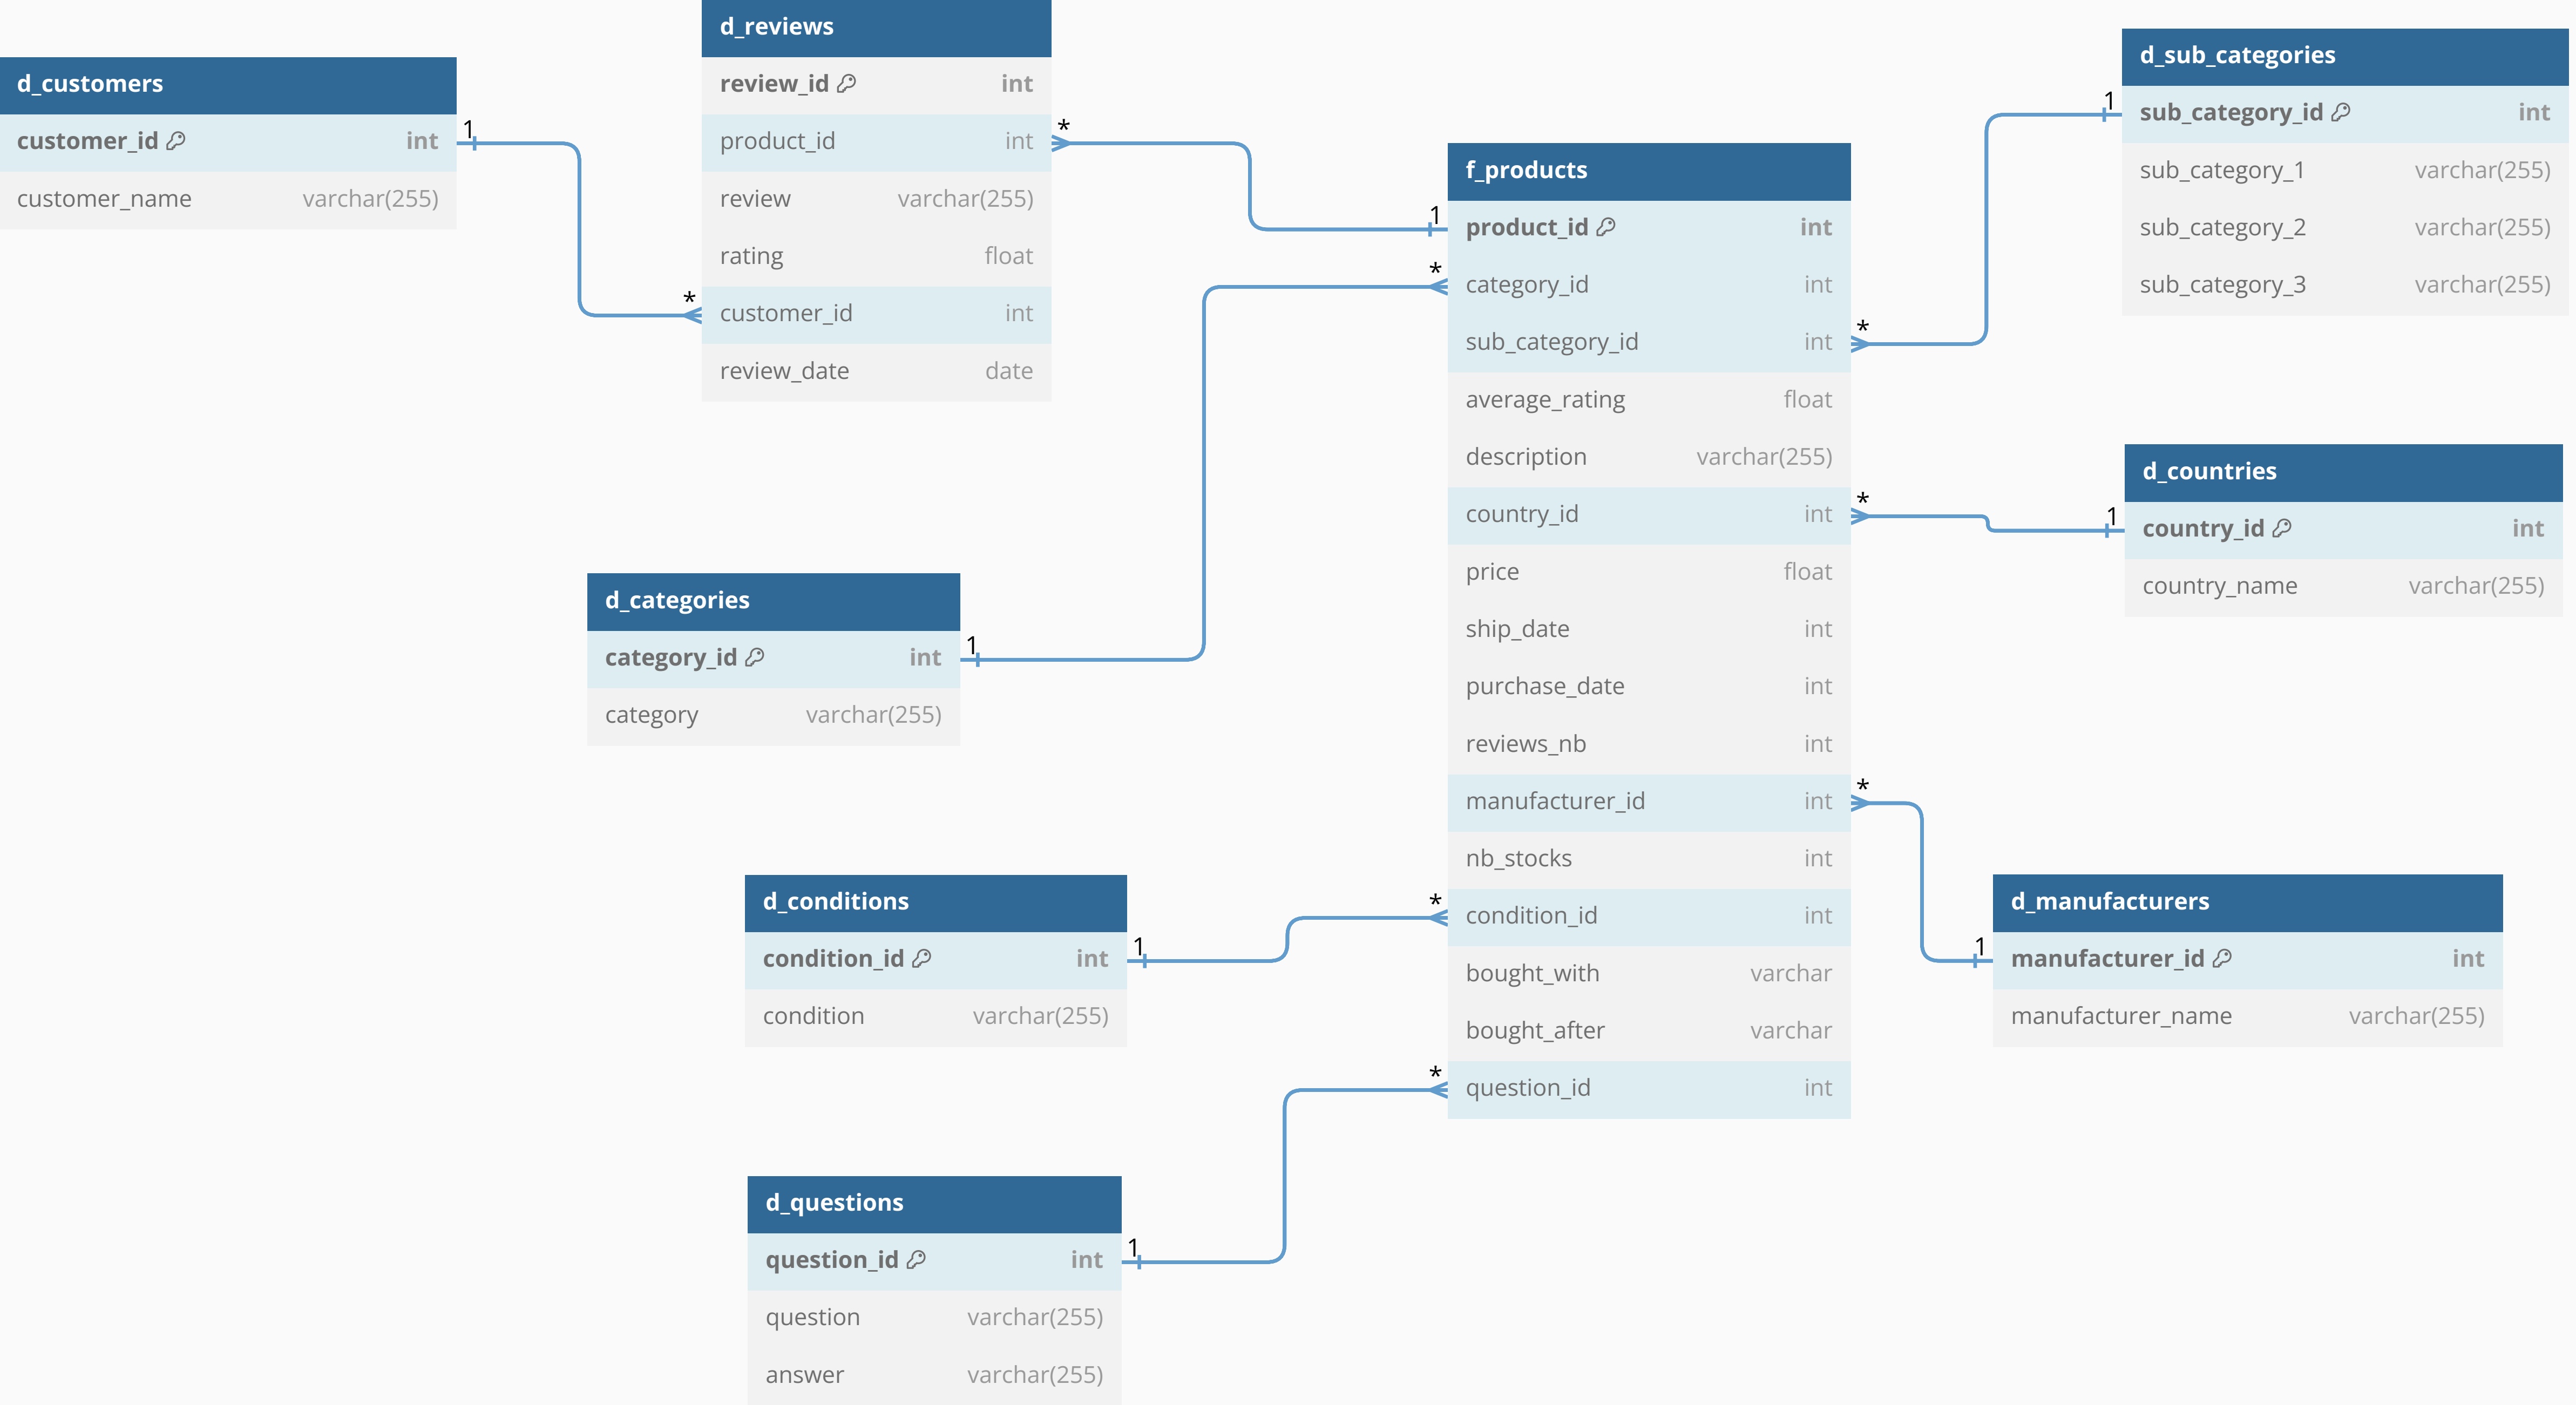 d_reviews
review_id int
product_id int
review varchar(255)
rating float
customer_id int
review_date date
d_customers
customer_id int
customer_name varchar(255)
1
*
*
1
d_sub_categories
sub_category_id int
sub_category_1 varchar(255)
sub_category_2 varchar(255)
sub_category_3 varchar(255)
1
*
f_products
product_id int
category_id int
sub_category_id int
average_rating float
description varchar(255)
country_id int
price float
ship_date int
purchase_date int
reviews_nb int
manufacturer_id int
nb_stocks int
condition_id int
bought_with varchar
bought_after varchar
question_id int
*
1
d_countries
country_id int
country_name varchar(255)
*
1
d_categories
category_id int
category varchar(255)
1
*
d_conditions
condition_id int
condition varchar(255)
1
*
d_manufacturers
manufacturer_id int
manufacturer_name varchar(255)
1
*
d_questions
question_id int
question varchar(255)
answer varchar(255)
1
*